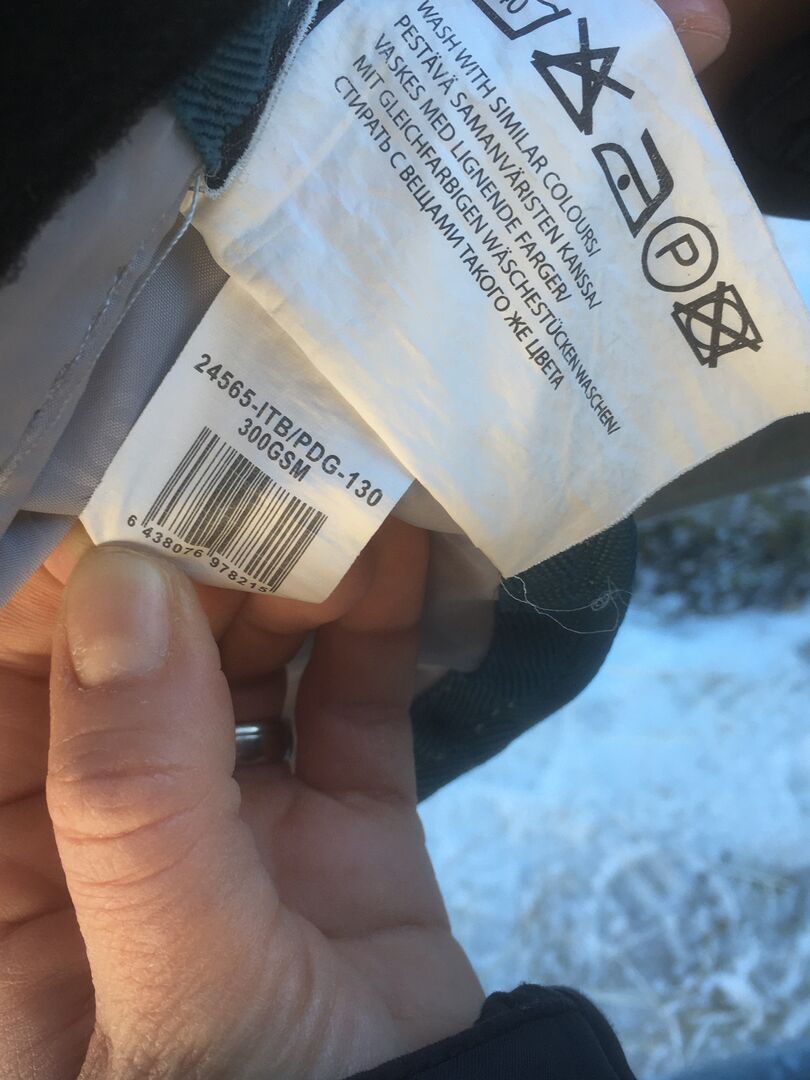 40
WASH WITH SIMILAR COLOURS/
PESTÄVÄ SAMANVÄRISTEN KANSSA/
VASKES MED LIGNENDE FARGER/
MIT GLEICHFARBIGEN WÄSCHESTÜCKEN WASCHEN/
СТИРАТЬ С ВЕЩАМИ ТАКОГО ЖЕ ЦВЕТА
P
24565-ITB/PDG-130
300GSM
6 438076 978215